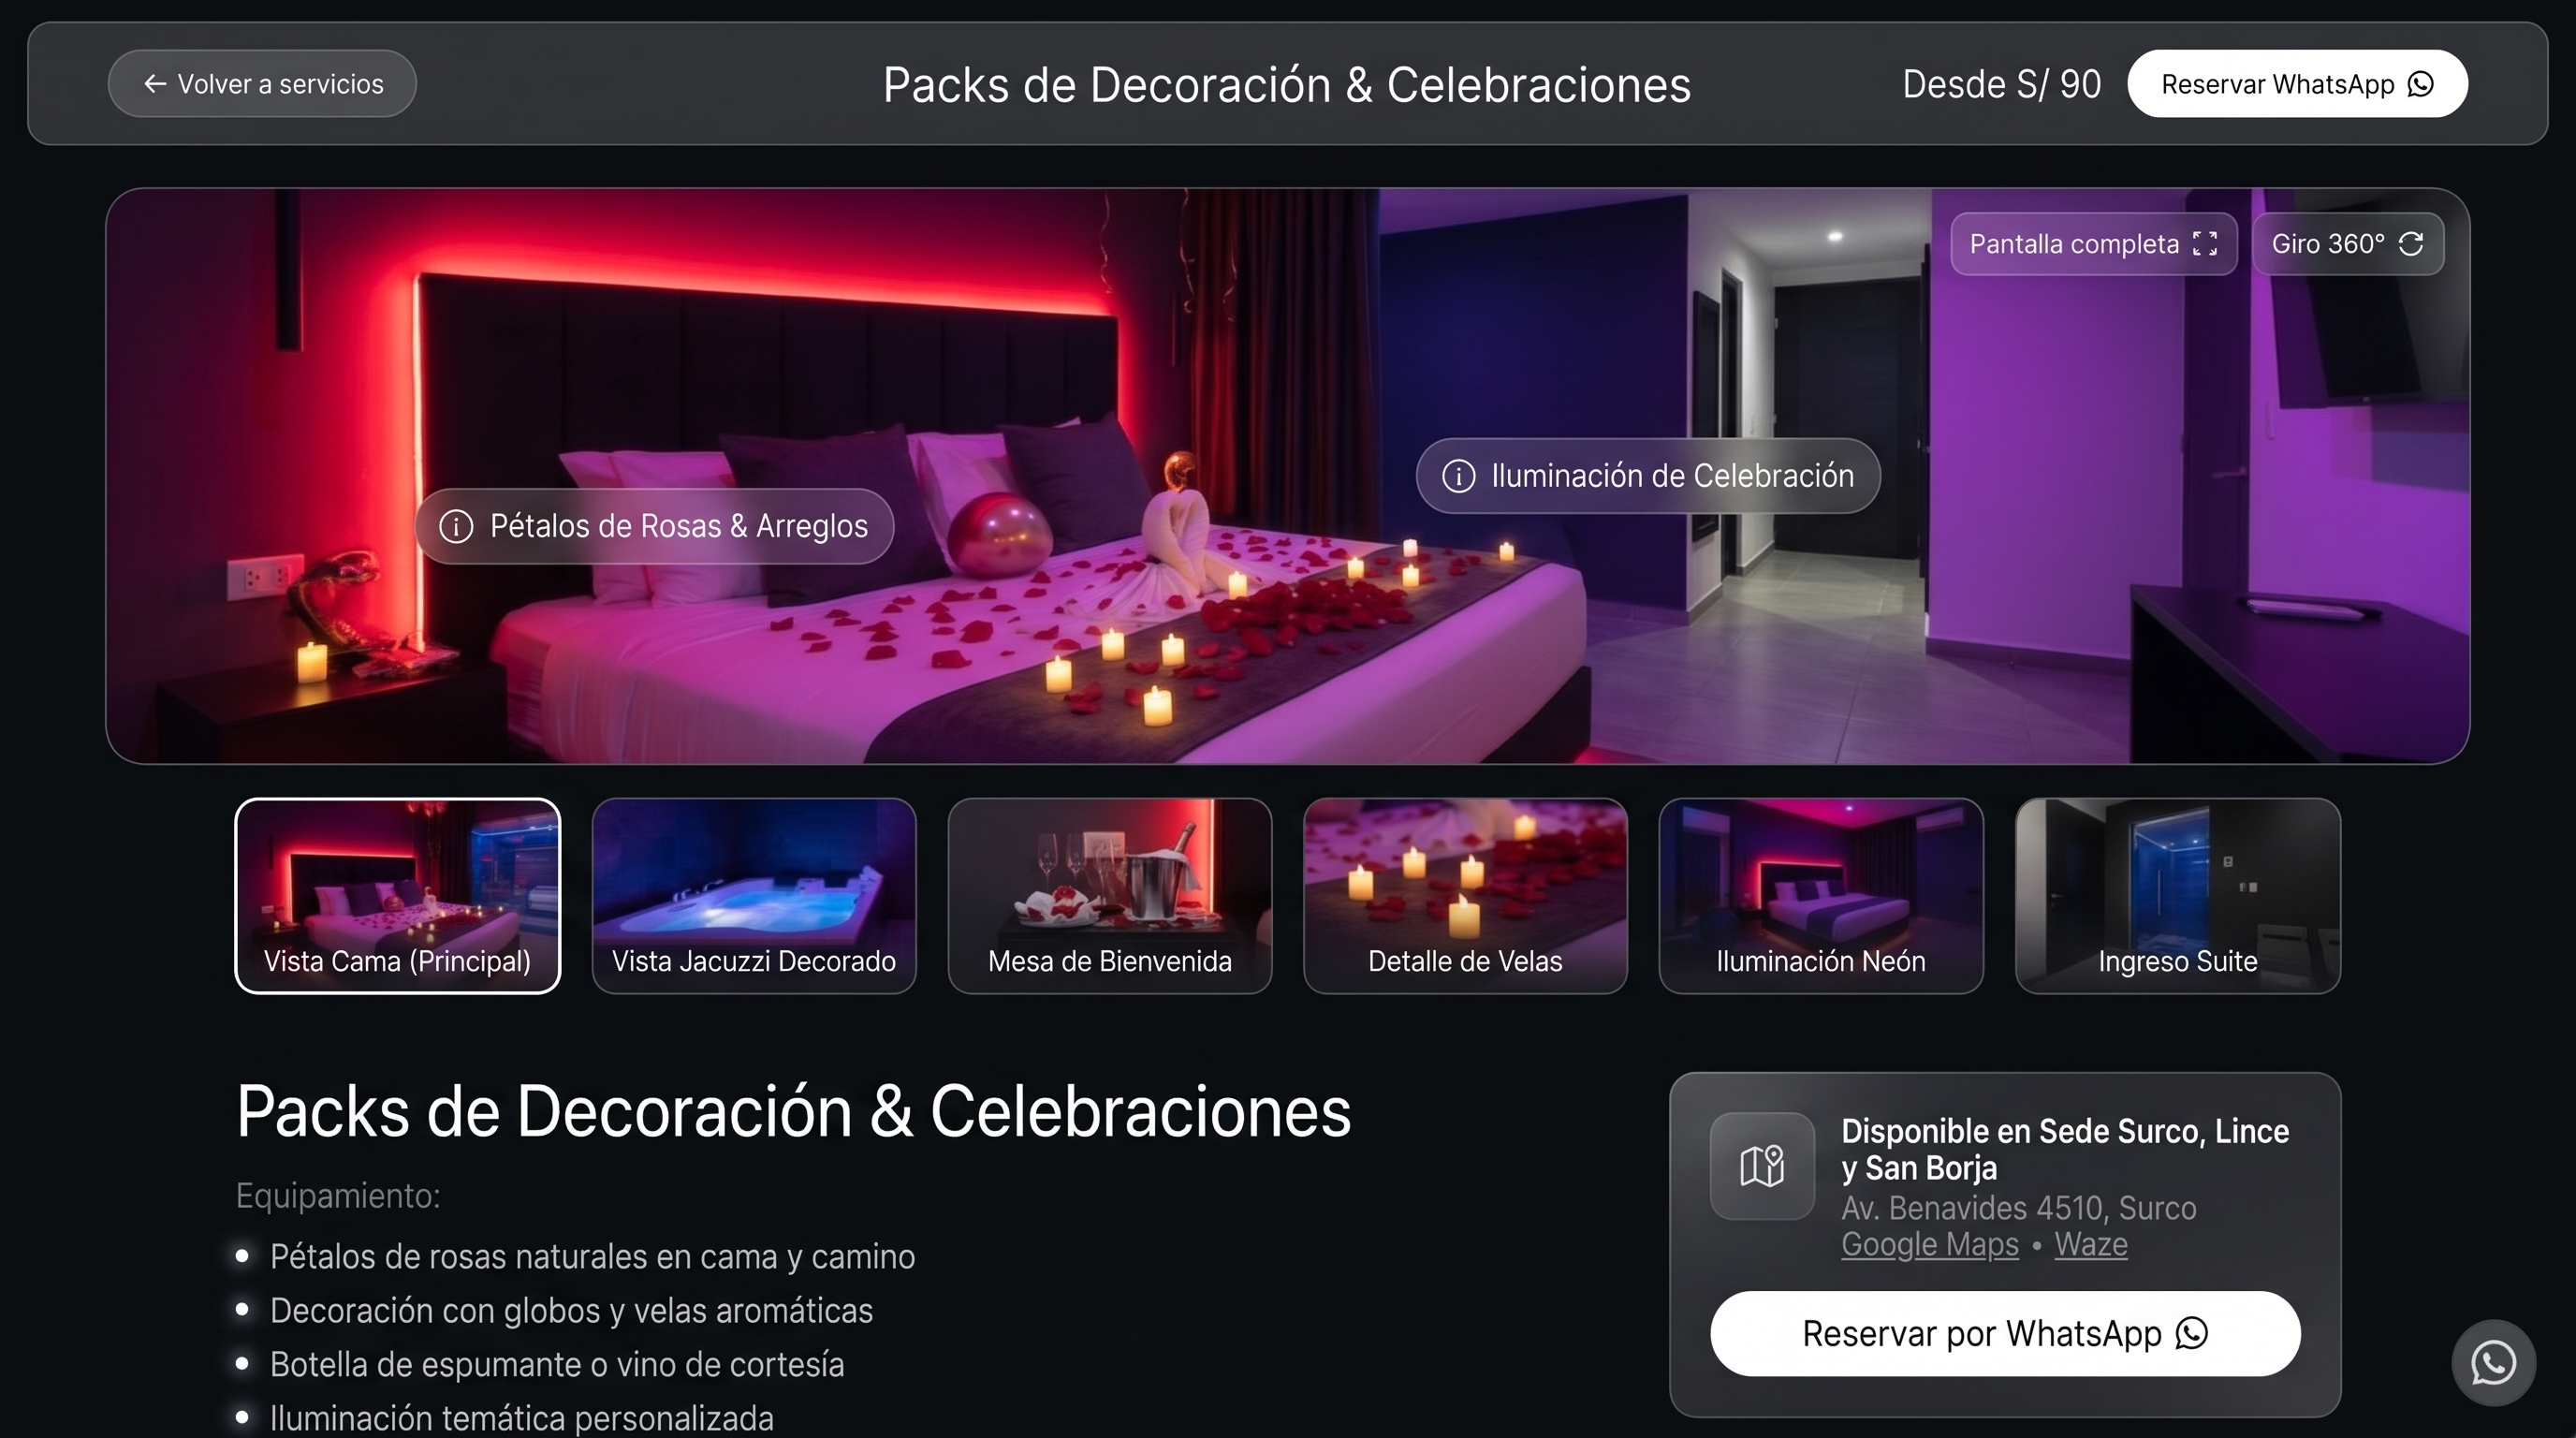 Volver a servicios
Packs de Decoración & Celebraciones
Desde S/ 90
Reservar WhatsApp
Pantalla completa
Giro 360°
Iluminación de Celebración
Pétalos de Rosas & Arreglos
Vista Cama (Principal)
Vista Jacuzzi Decorado
Mesa de Bienvenida
Detalle de Velas
Iluminación Neón
Ingreso Suite
Packs de Decoración & Celebraciones
Equipamiento:
Pétalos de rosas naturales en cama y camino
Decoración con globos y velas aromáticas
Botella de espumante o vino de cortesía
Iluminación temática personalizada
Disponible en Sede Surco, Lince
y San Borja
Av. Benavides 4510, Surco
Google Maps • Waze
Reservar por WhatsApp